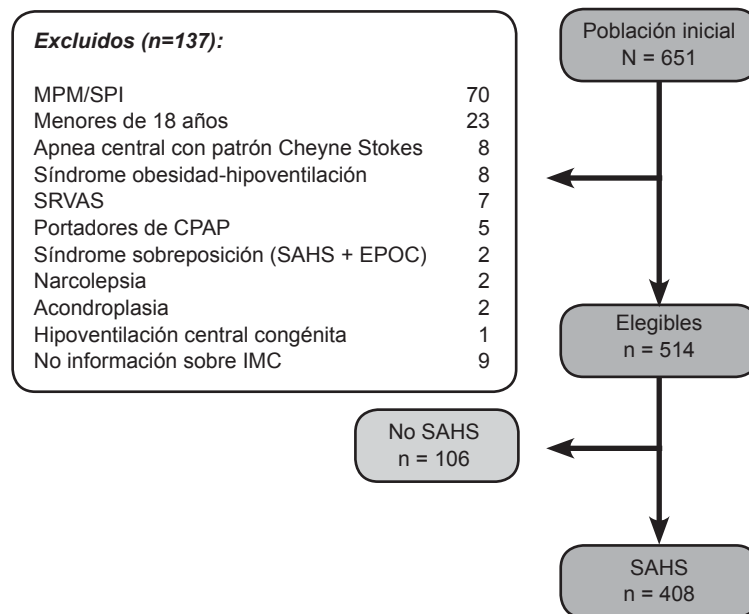 Excluidos (n=137):
MPM/SPI 70
Menores de 18 años 23
Apnea central con patrón Cheyne Stokes 8
Síndrome obesidad-hipoventilación 8
SRVAS 7
Portadores de CPAP 5
Síndrome sobreposición (SAHS + EPOC) 2
Narcolepsia 2
Acondroplasia 2
Hipoventilación central congénita 1
No información sobre IMC 9
Población inicial
N = 651
Elegibles
n = 514
No SAHS
n = 106
SAHS
n = 408